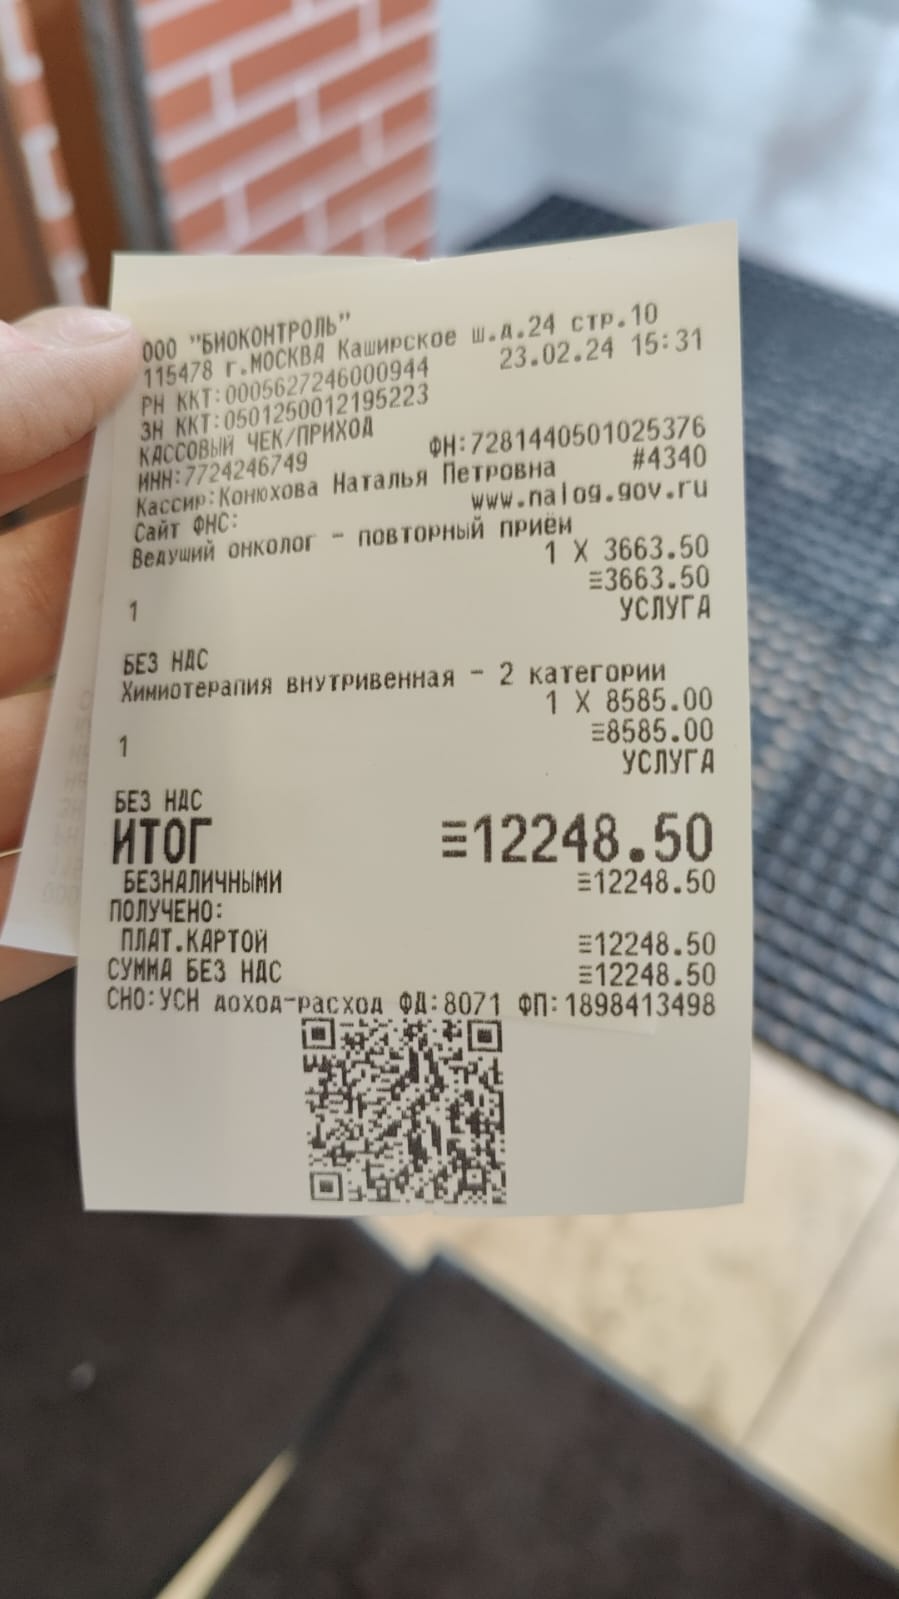 ООО "БИОКОНТРОЛЬ"
115478 г.МОСКВА Каширское ш.д.24 стр.10
РН ККТ:0005627246000944 23.02.24 15:31
ЗН ККТ:0501250012195223
КАССОВЫЙ ЧЕК/ПРИХОД ФН:7281440501025376
ИНН:7724246749 #4340
Кассир:Конюхова Наталья Петровна
Сайт ФНС: www.nalog.gov.ru
Ведущий онколог - повторный приём
1 X 3663.50
≡3663.50
1 УСЛУГА
БЕЗ НДС
Химиотерапия внутривенная - 2 категории
1 X 8585.00
≡8585.00
1 УСЛУГА
БЕЗ НДС
ИТОГ ≡12248.50
БЕЗНАЛИЧНЫМИ ≡12248.50
ПОЛУЧЕНО:
ПЛАТ.КАРТОЙ ≡12248.50
СУММА БЕЗ НДС ≡12248.50
СНО:УСН доход-расход ФД:8071 ФП:1898413498